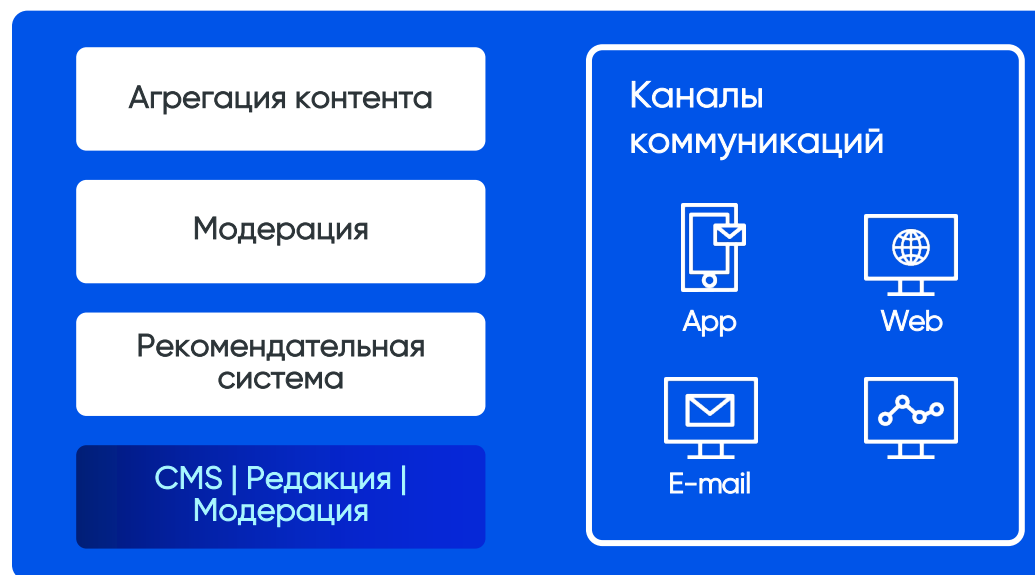 Агрегация контента
Модерация
Рекомендательная
система
CMS | Редакция |
Модерация
Каналы
коммуникаций
App
Web
E-mail